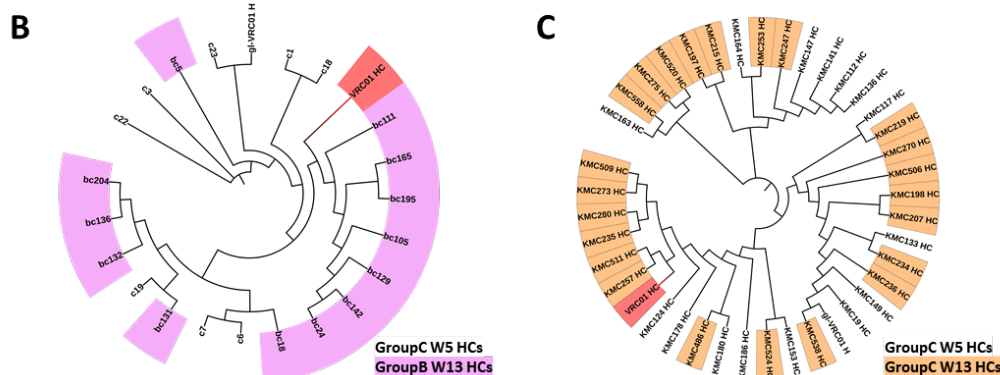 B
bc5
c23
gl-VRC01 H
c1
c18
VRC01 HC
bc111
bc165
bc195
bc105
bc129
bc142
bc24
bc18
c6
c7
bc131
c19
bc132
bc136
bc204
c22
c3
GroupC W5 HCs
GroupB W13 HCs
C
KMC163 HC
KMC558 HC
KMC275 HC
KMC520 HC
KMC197 HC
KMC215 HC
KMC164 HC
KMC253 HC
KMC247 HC
KMC147 HC
KMC141 HC
KMC112 HC
KMC136 HC
KMC117 HC
KMC219 HC
KMC270 HC
KMC506 HC
KMC198 HC
KMC207 HC
KMC133 HC
KMC234 HC
KMC236 HC
KMC149 HC
KMC19 HC
gl-VRC01 H
KMC538 HC
KMC153 HC
KMC524 HC
KMC186 HC
KMC180 HC
KMC486 HC
KMC178 HC
KMC124 HC
VRC01 HC
KMC257 HC
KMC511 HC
KMC235 HC
KMC280 HC
KMC273 HC
KMC509 HC
GroupC W5 HCs
GroupC W13 HCs